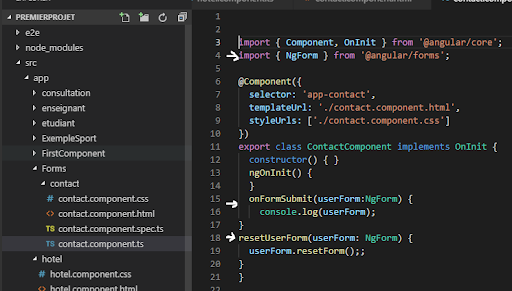 PREMIERPROJET
e2e
node_modules
src
app
consultation
enseignant
etudiant
ExempleSport
FirstComponent
Forms
contact
# contact.component.css
<> contact.component.html
TS contact.component.spec.ts
TS contact.component.ts
hotel
# hotel.component.css
<> hotel.component.html
1
2
3 import { Component, OnInit } from '@angular/core';
4 import { NgForm } from '@angular/forms';
5
6 @Component({
7 selector: 'app-contact',
8 templateUrl: './contact.component.html',
9 styleUrls: ['./contact.component.css']
10 })
11 export class ContactComponent implements OnInit {
12 constructor() { }
13 ngOnInit() {
14 }
15 onFormSubmit(userForm:NgForm) {
16 console.log(userForm);
17 }
18 resetUserForm(userForm: NgForm) {
19 userForm.resetForm();;
20 }
21 }